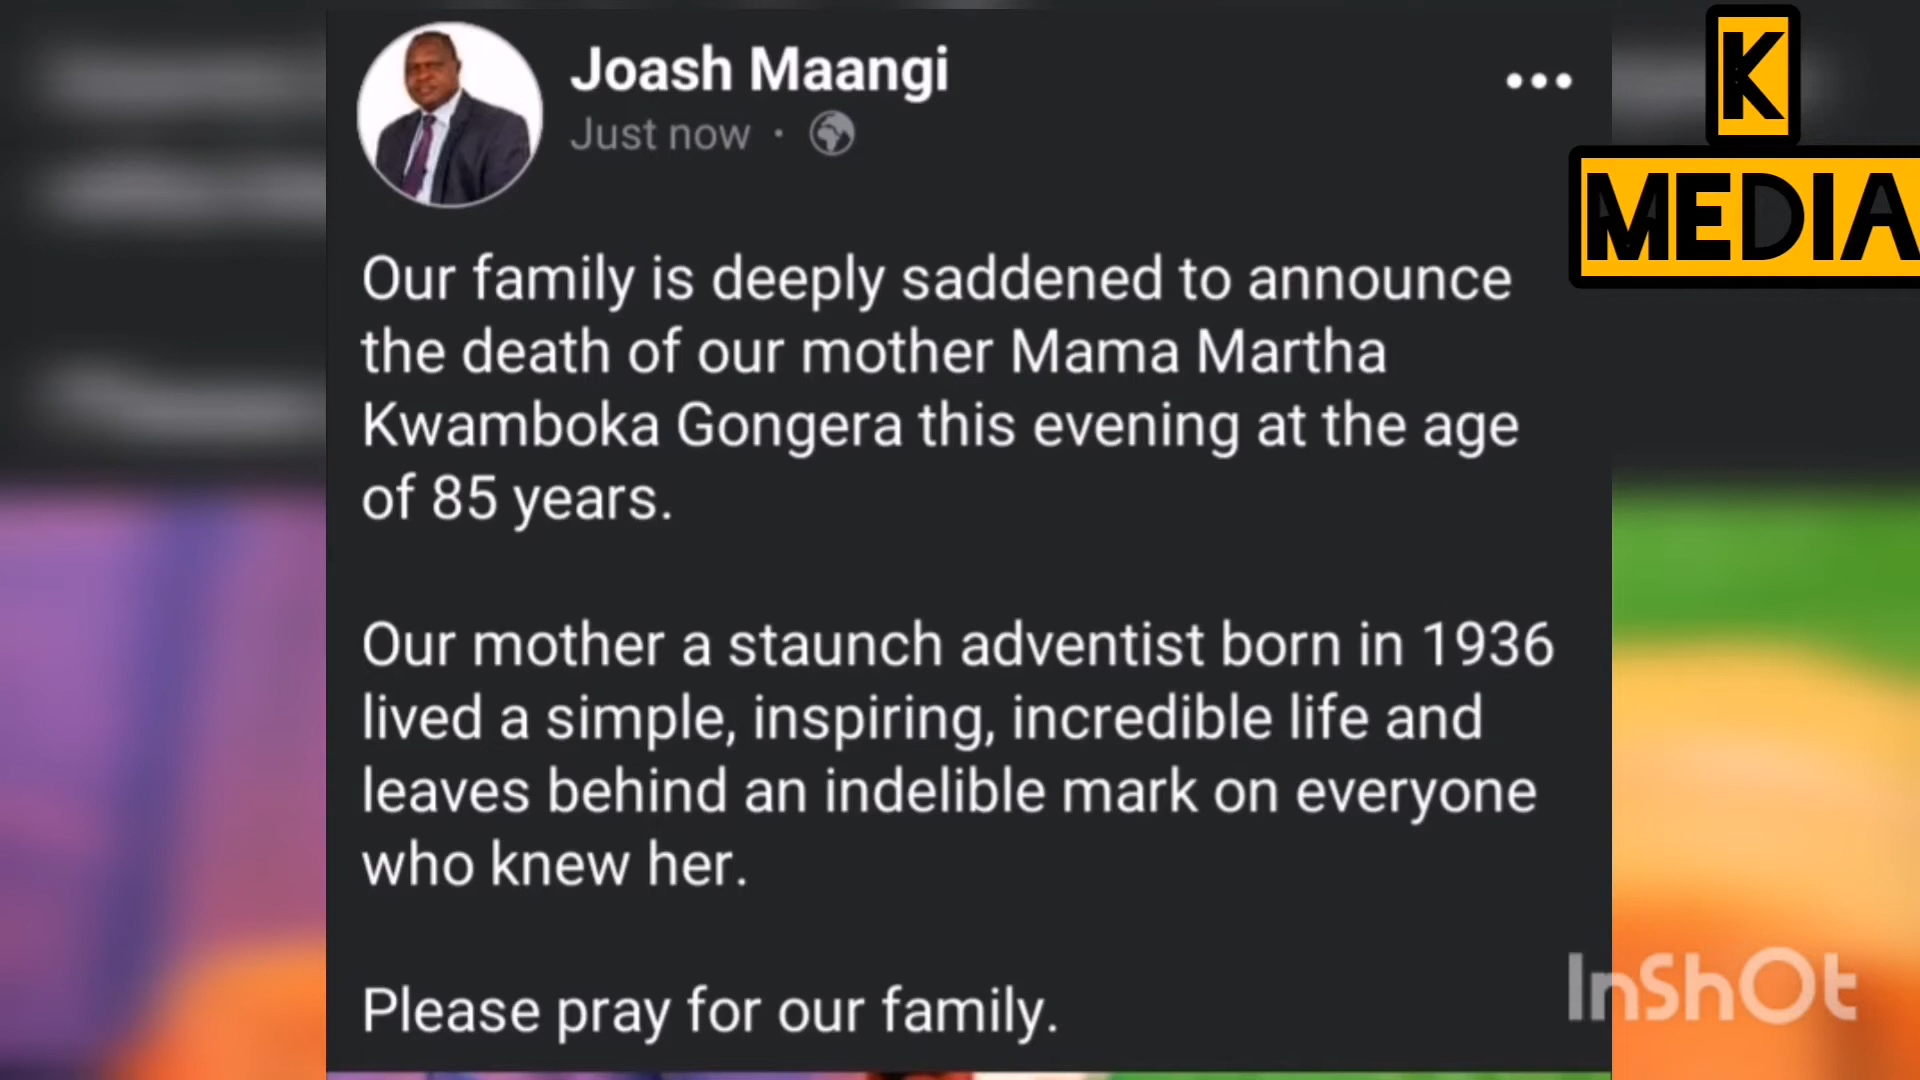 Joash Maangi
Just now ·
Our family is deeply saddened to announce
the death of our mother Mama Martha
Kwamboka Gongera this evening at the age
of 85 years.
Our mother a staunch adventist born in 1936
lived a simple, inspiring, incredible life and
leaves behind an indelible mark on everyone
who knew her.
Please pray for our family.
K
MEDIA
InShOt